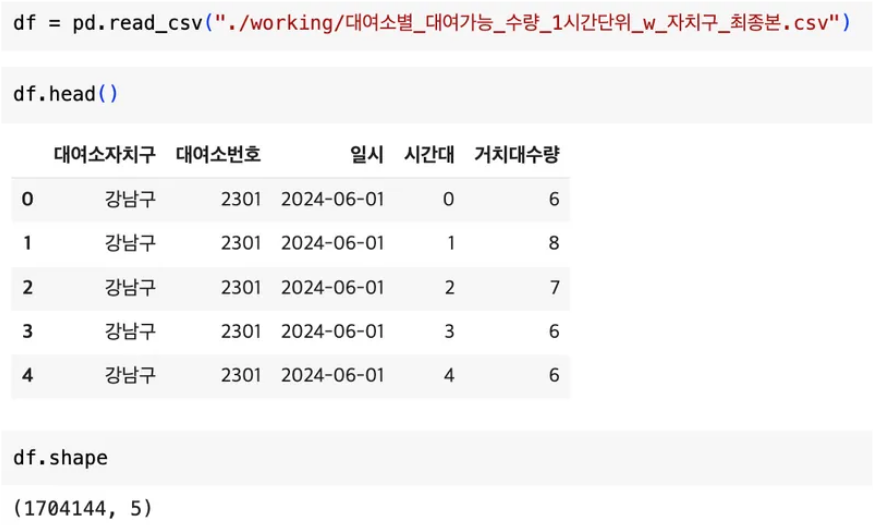 df = pd.read_csv("./working/대여소별_대여가능_수량_1시간단위_w_자치구_최종본.csv")
df.head()
대여소자치구 대여소번호 일시 시간대 거치대수량
0 강남구 2301 2024-06-01 0 6
1 강남구 2301 2024-06-01 1 8
2 강남구 2301 2024-06-01 2 7
3 강남구 2301 2024-06-01 3 6
4 강남구 2301 2024-06-01 4 6
df.shape
(1704144, 5)